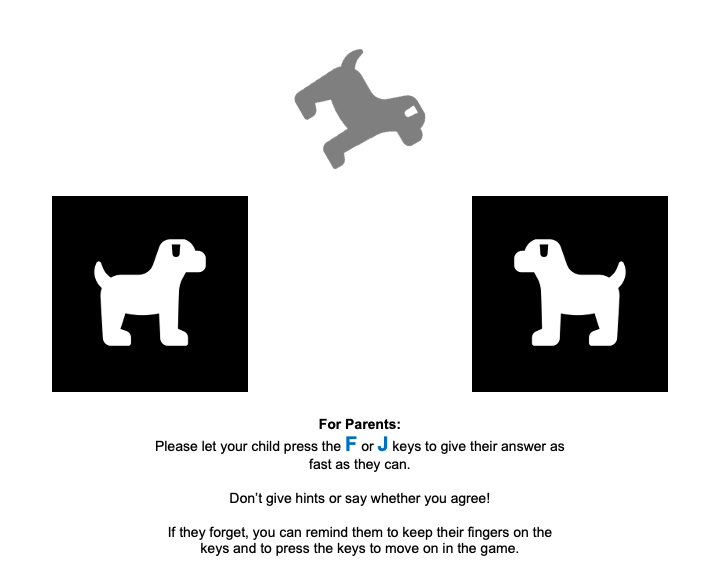 For Parents:
Please let your child press the F or J keys to give their answer as
fast as they can.
Don’t give hints or say whether you agree!
If they forget, you can remind them to keep their fingers on the
keys and to press the keys to move on in the game.